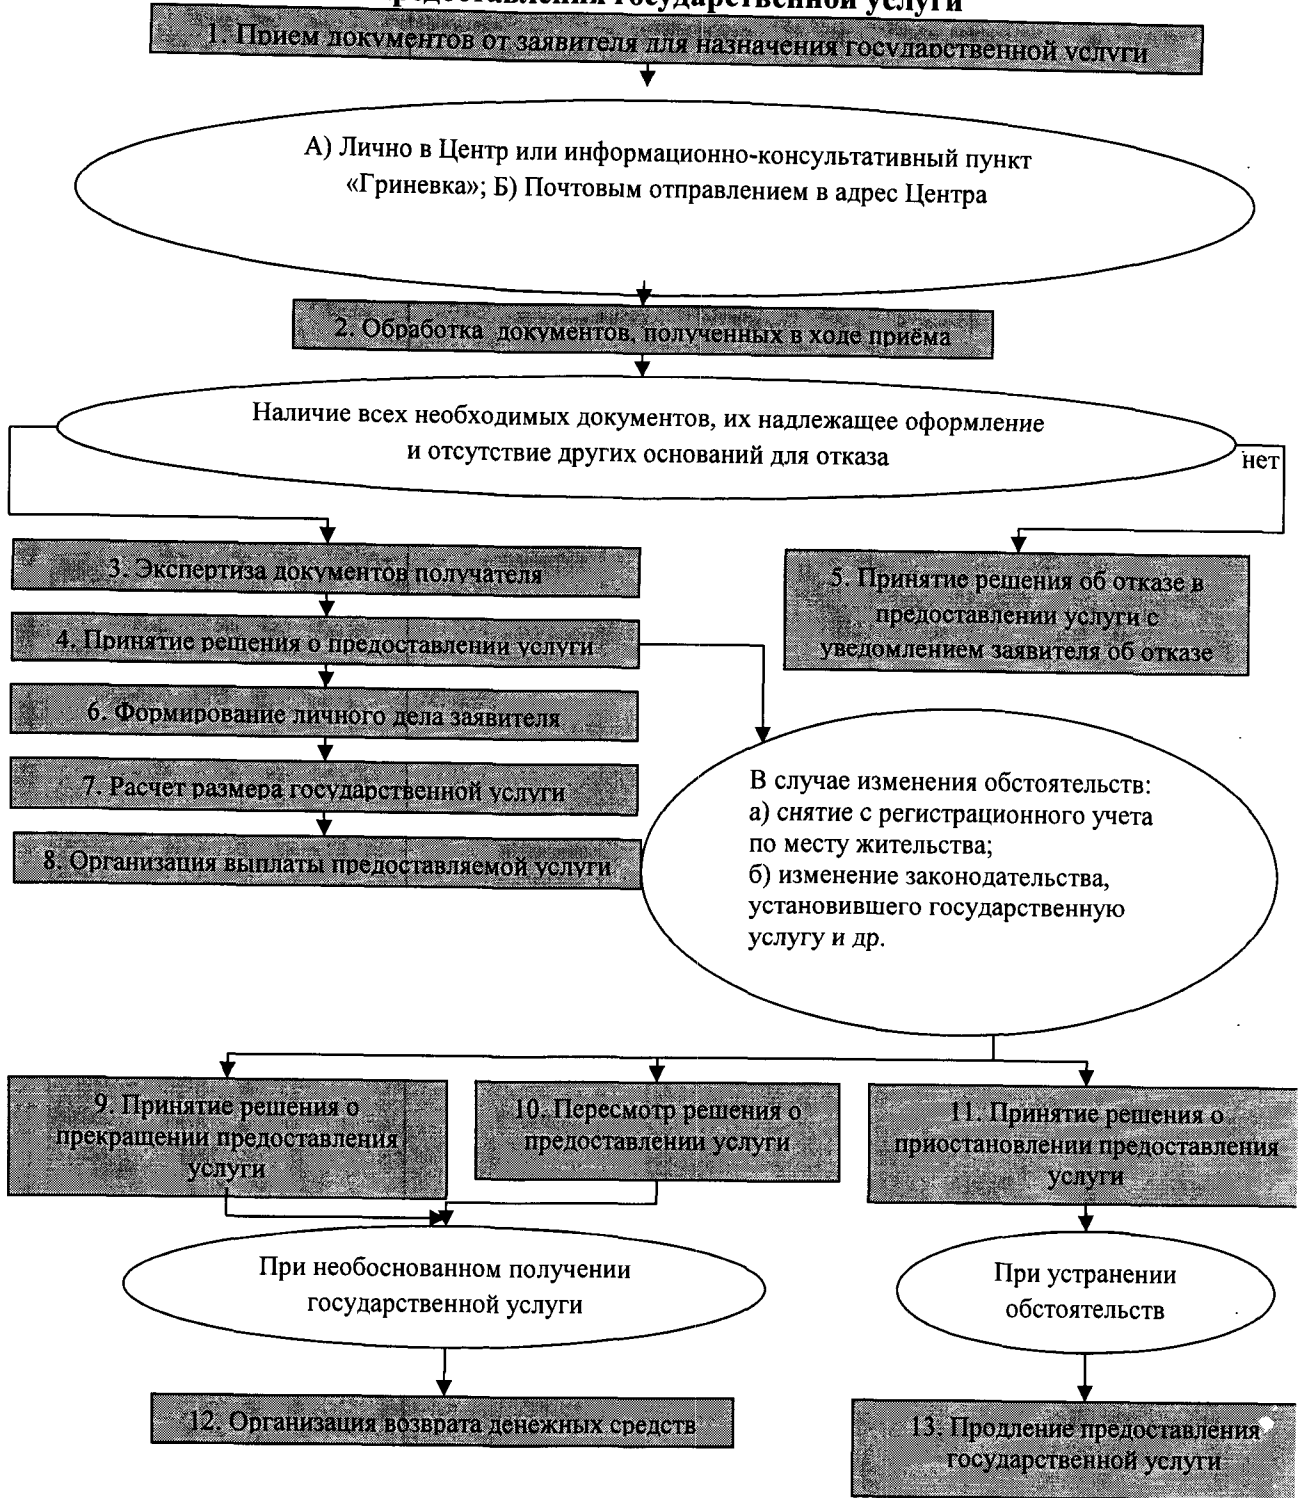 предоставления государственной услуги
1. Прием документов от заявителя для назначения государственной услуги
А) Лично в Центр или информационно-консультативный пункт
«Гриневка»; Б) Почтовым отправлением в адрес Центра
2. Обработка документов, полученных в ходе приёма
Наличие всех необходимых документов, их надлежащее оформление
и отсутствие других оснований для отказа
нет
3. Экспертиза документов получателя
5. Принятие решения об отказе в
предоставлении услуги с
уведомлением заявителя об отказе
4. Принятие решения о предоставлении услуги
6. Формирование личного дела заявителя
7. Расчет размера государственной услуги
8. Организация выплаты предоставляемой услуги
В случае изменения обстоятельств:
а) снятие с регистрационного учета
по месту жительства;
б) изменение законодательства,
установившего государственную
услугу и др.
9. Принятие решения о
прекращении предоставления
услуги
10. Пересмотр решения о
предоставлении услуги
11. Принятие решения о
приостановлении предоставления
услуги
При необоснованном получении
государственной услуги
При устранении
обстоятельств
12. Организация возврата денежных средств
13. Продление предоставления
государственной услуги